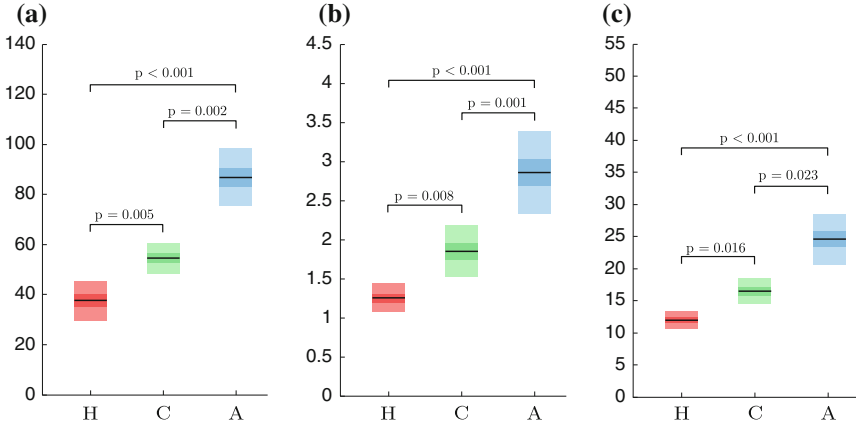 (a)
140
120
100
80
60
40
20
0
p < 0.001
p = 0.002
p = 0.005
H C A
(b)
4.5
4
3.5
3
2.5
2
1.5
1
0.5
0
p < 0.001
p = 0.001
p = 0.008
H C A
(c)
55
50
45
40
35
30
25
20
15
10
5
0
p < 0.001
p = 0.023
p = 0.016
H C A